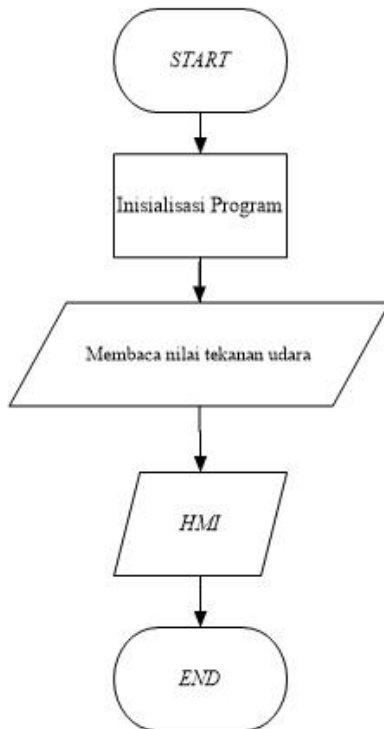 START
Inisialisasi Program
Membaca nilai tekanan udara
HMI
END